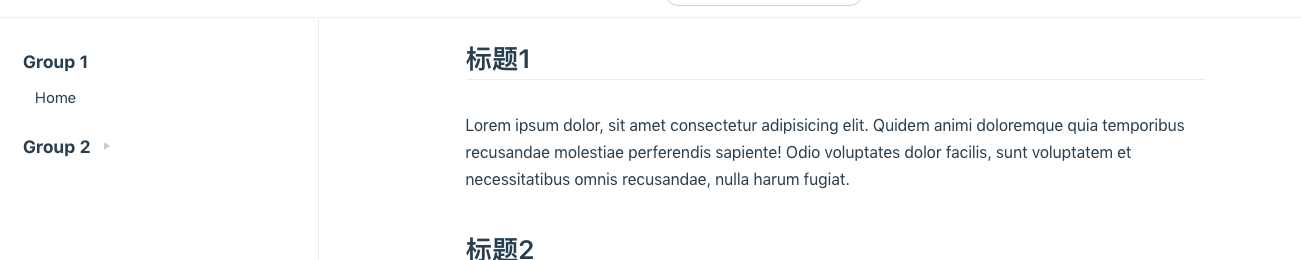 Group 1
Home
Group 2
标题1
Lorem ipsum dolor, sit amet consectetur adipisicing elit. Quidem animi doloremque quia temporibus
recusandae molestiae perferendis sapiente! Odio voluptates dolor facilis, sunt voluptatem et
necessitatibus omnis recusandae, nulla harum fugiat.
标题2